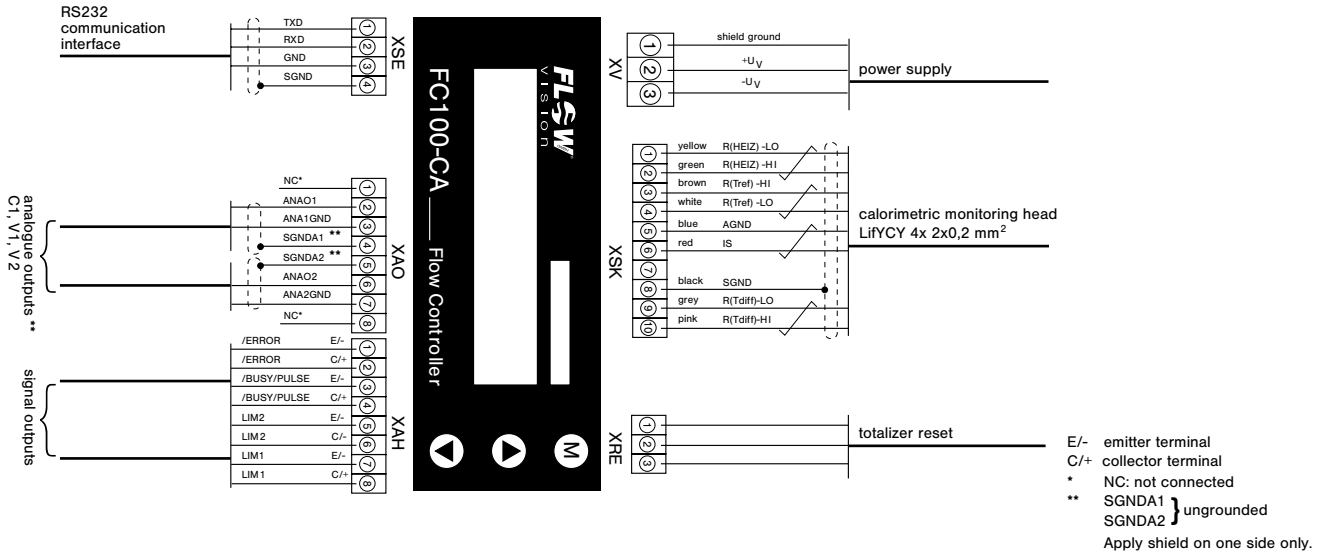 RS232
communication
interface
TXD
RXD
GND
SGND
1
2
3
4
XSE
analogue outputs **
C1, V1, V2
NC*
ANAO1
ANA1GND
SGNDA1 **
SGNDA2 **
ANAO2
ANA2GND
NC*
1
2
3
4
5
6
7
8
XAO
signal outputs
/ERROR E/-
/ERROR C/+
/BUSY/PULSE E/-
/BUSY/PULSE C/+
LIM2 E/-
LIM2 C/-
LIM1 E/-
LIM1 C/+
1
2
3
4
5
6
7
8
XAH
FLOW
VISION
FC100-CA ___ Flow Controller
M
XV
1
2
3
shield ground
+UV
-UV
power supply
XSK
1
2
3
4
5
6
7
8
9
10
yellow R(HEIZ) -LO
green R(HEIZ) -HI
brown R(Tref) -HI
white R(Tref) -LO
blue AGND
red IS
black SGND
grey R(Tdiff)-LO
pink R(Tdiff)-HI
calorimetric monitoring head
LifYCY 4x 2x0,2 mm²
XRE
1
2
3
totalizer reset
E/- emitter terminal
C/+ collector terminal
* NC: not connected
** SGNDA1
SGNDA2 } ungrounded
Apply shield on one side only.